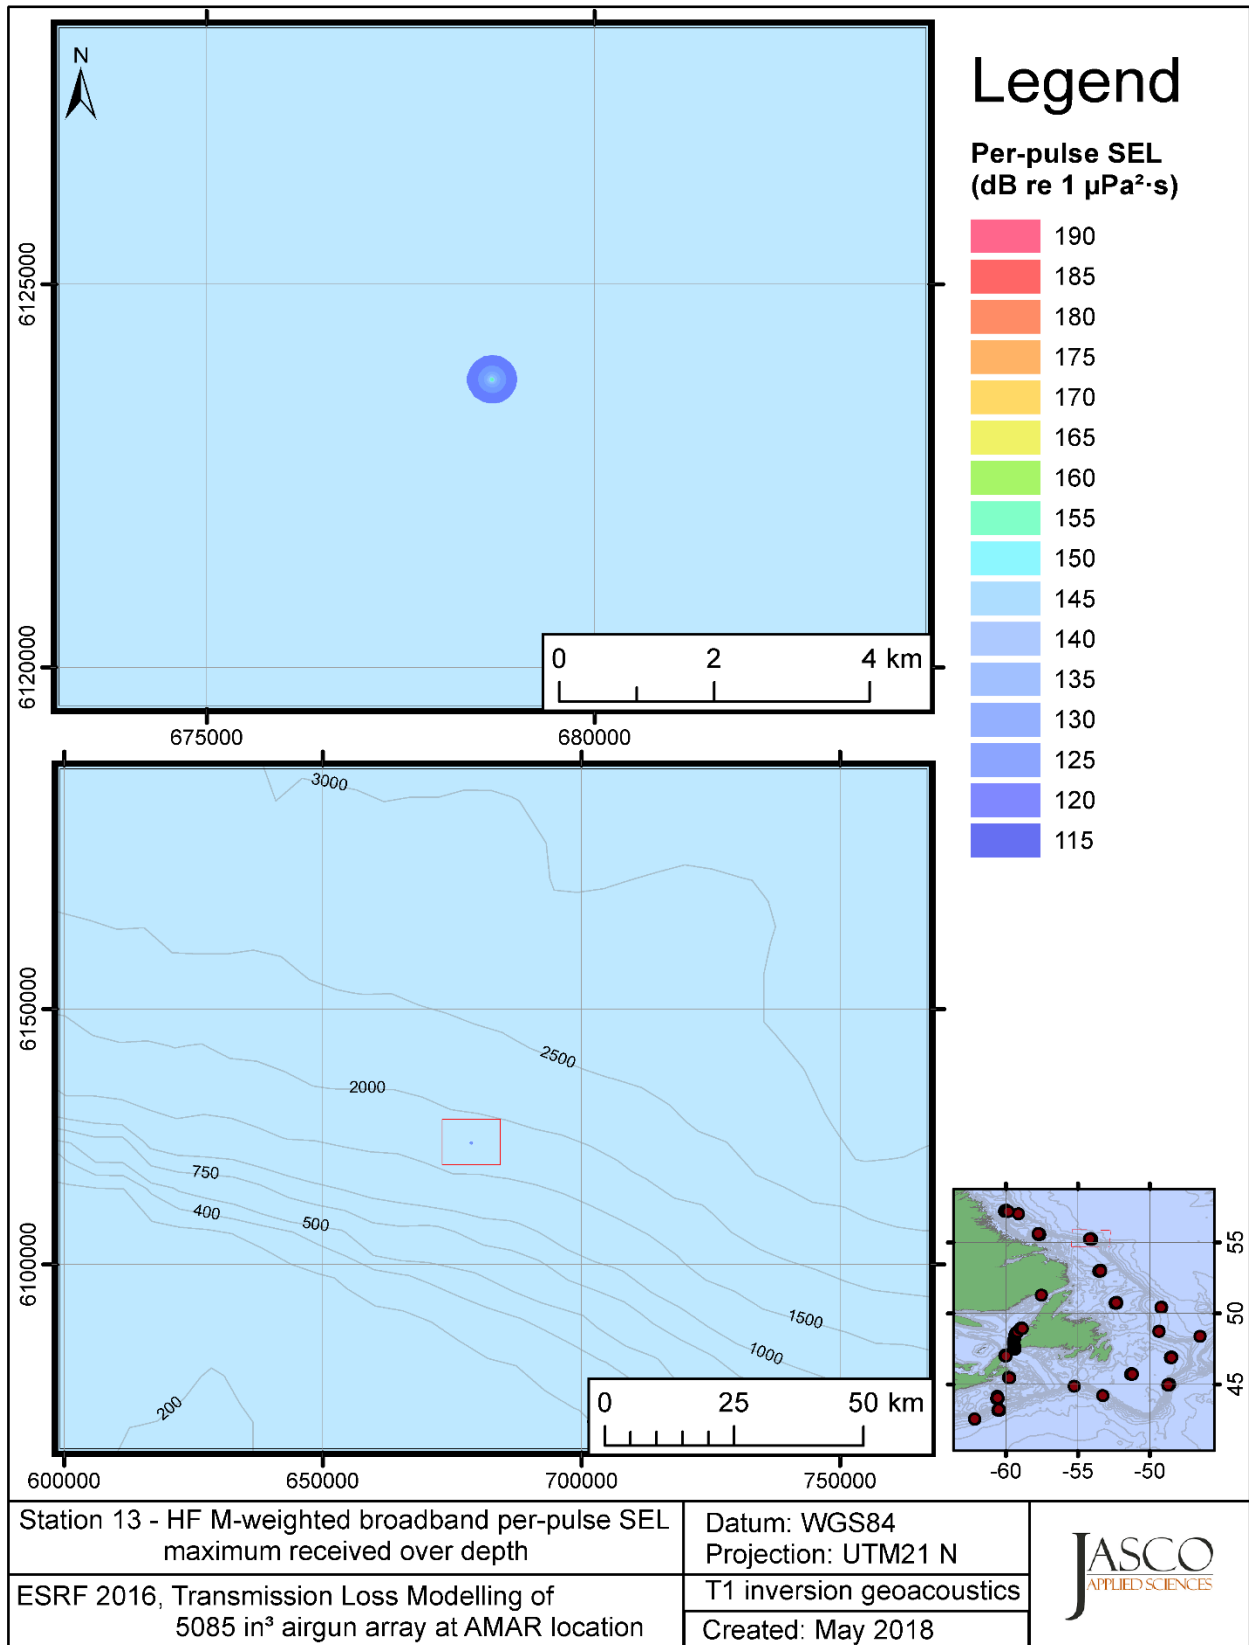 N
6125000
6120000
0 2 4 km
675000 680000
Legend
Per-pulse SEL
(dB re 1 µPa²·s)
190
185
180
175
170
165
160
155
150
145
140
135
130
125
120
115
3000
2500
2000
750
400
500
1500
1000
200
6150000
6100000
0 25 50 km
600000 650000 700000 750000
55
50
45
-60 -55 -50
Station 13 - HF M-weighted broadband per-pulse SEL
maximum received over depth
ESRF 2016, Transmission Loss Modelling of
5085 in³ airgun array at AMAR location
Datum: WGS84
Projection: UTM21 N
T1 inversion geoacoustics
Created: May 2018
JASCO
APPLIED SCIENCES